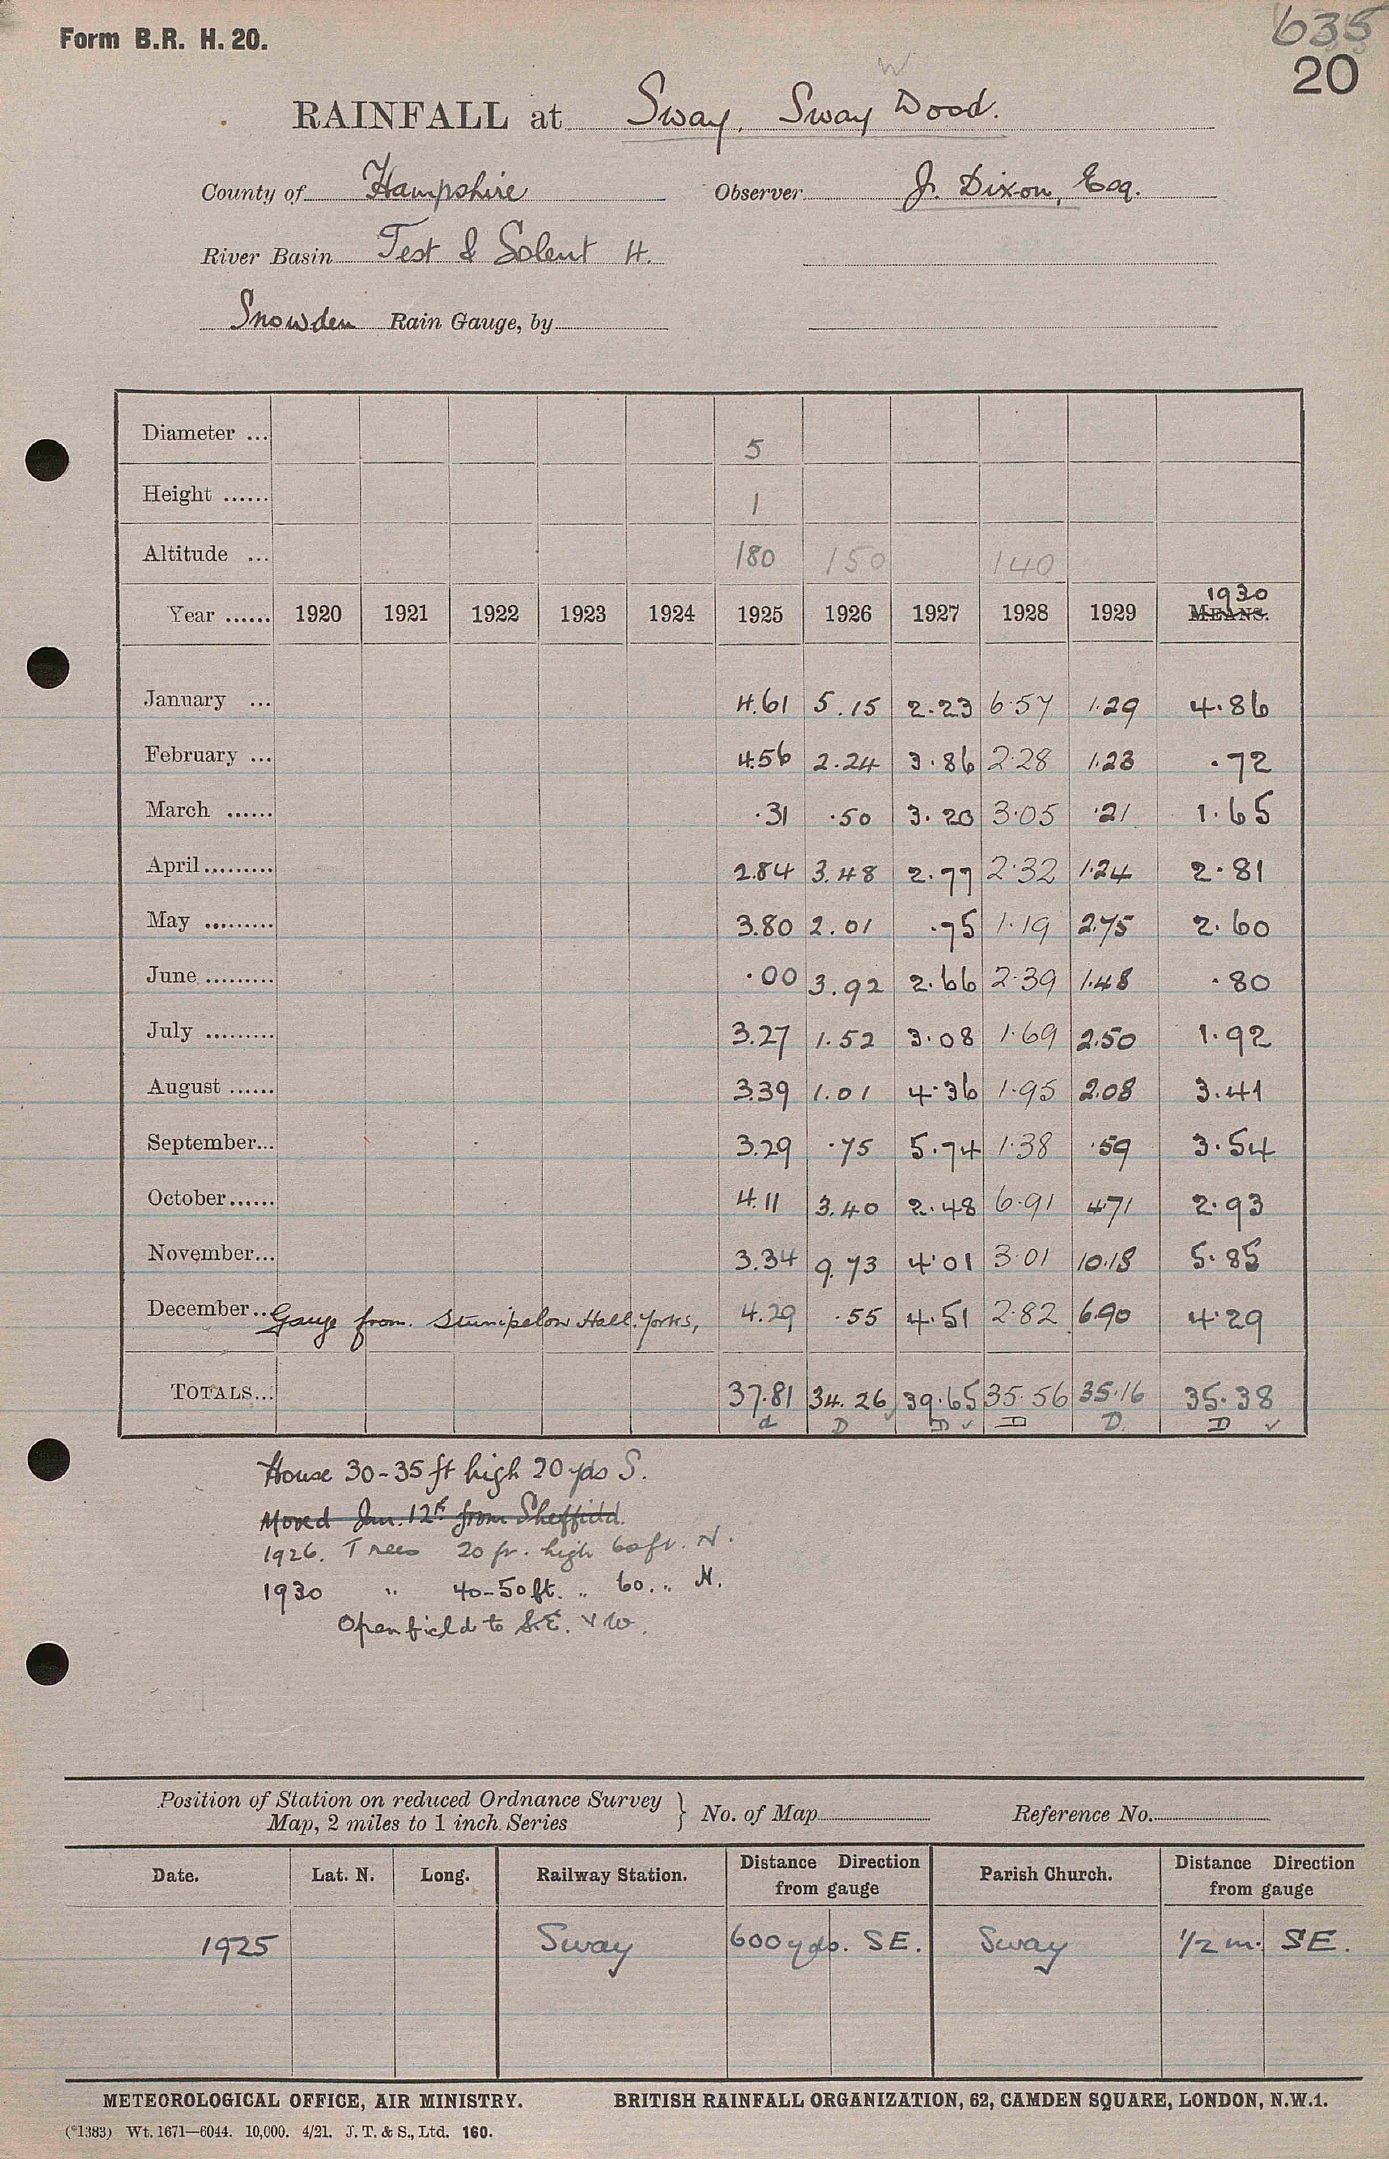 Form B.R. H. 20.
635
20
W
RAINFALL at Sway, Sway Wood.
County of Hampshire Observer J. Dixon, Esq.
River Basin Test & Solent H.
Snowden Rain Gauge, by
Diameter ... 5
Height ...... 1
Altitude ... 180 150 140
Year ...... 1920 1921 1922 1923 1924 1925 1926 1927 1928 1929 MEANS. 1930
January ... 4.61 5.15 2.23 6.57 1.29 4.86
February ... 4.56 2.24 3.86 2.28 1.23 .72
March ...... .31 .50 3.20 3.05 .21 1.65
April ......... 2.84 3.48 2.77 2.32 1.24 2.81
May ......... 3.80 2.01 .75 1.19 2.75 2.60
June ......... .00 3.92 2.66 2.39 1.48 .80
July ......... 3.27 1.52 3.08 1.69 2.50 1.92
August ...... 3.39 1.01 4.36 1.95 2.08 3.41
September... 3.29 .75 5.74 1.38 .59 3.54
October ...... 4.11 3.40 2.48 6.91 4.71 2.93
November... 3.34 9.73 4.01 3.01 10.18 5.85
December... Gauge from Hall. Yorks, 4.29 .55 4.51 2.82 6.90 4.29
TOTALS... 37.81 34.26 39.65 35.56 35.16 35.38
d D D ✓ D D. D ✓
House 30-35 ft high 20 yds S.
Moved Jan. 12th from Sheffield.
1926. Trees 20 ft. high 60 ft. N.
1930 " 40-50 ft. " 60. " N.
Open field to S.E. & W.
Position of Station on reduced Ordnance Survey
Map, 2 miles to 1 inch Series } No. of Map Reference No.
Date. Lat. N. Long. Railway Station. Distance Direction from gauge Parish Church. Distance Direction from gauge
1925 Sway 600 yds. SE. Sway 1/2 m. SE.
METEOROLOGICAL OFFICE, AIR MINISTRY. BRITISH RAINFALL ORGANIZATION, 62, CAMDEN SQUARE, LONDON, N.W.1.
(*1383) Wt. 1671—6044. 10,000. 4/21. J. T. & S., Ltd. 160.